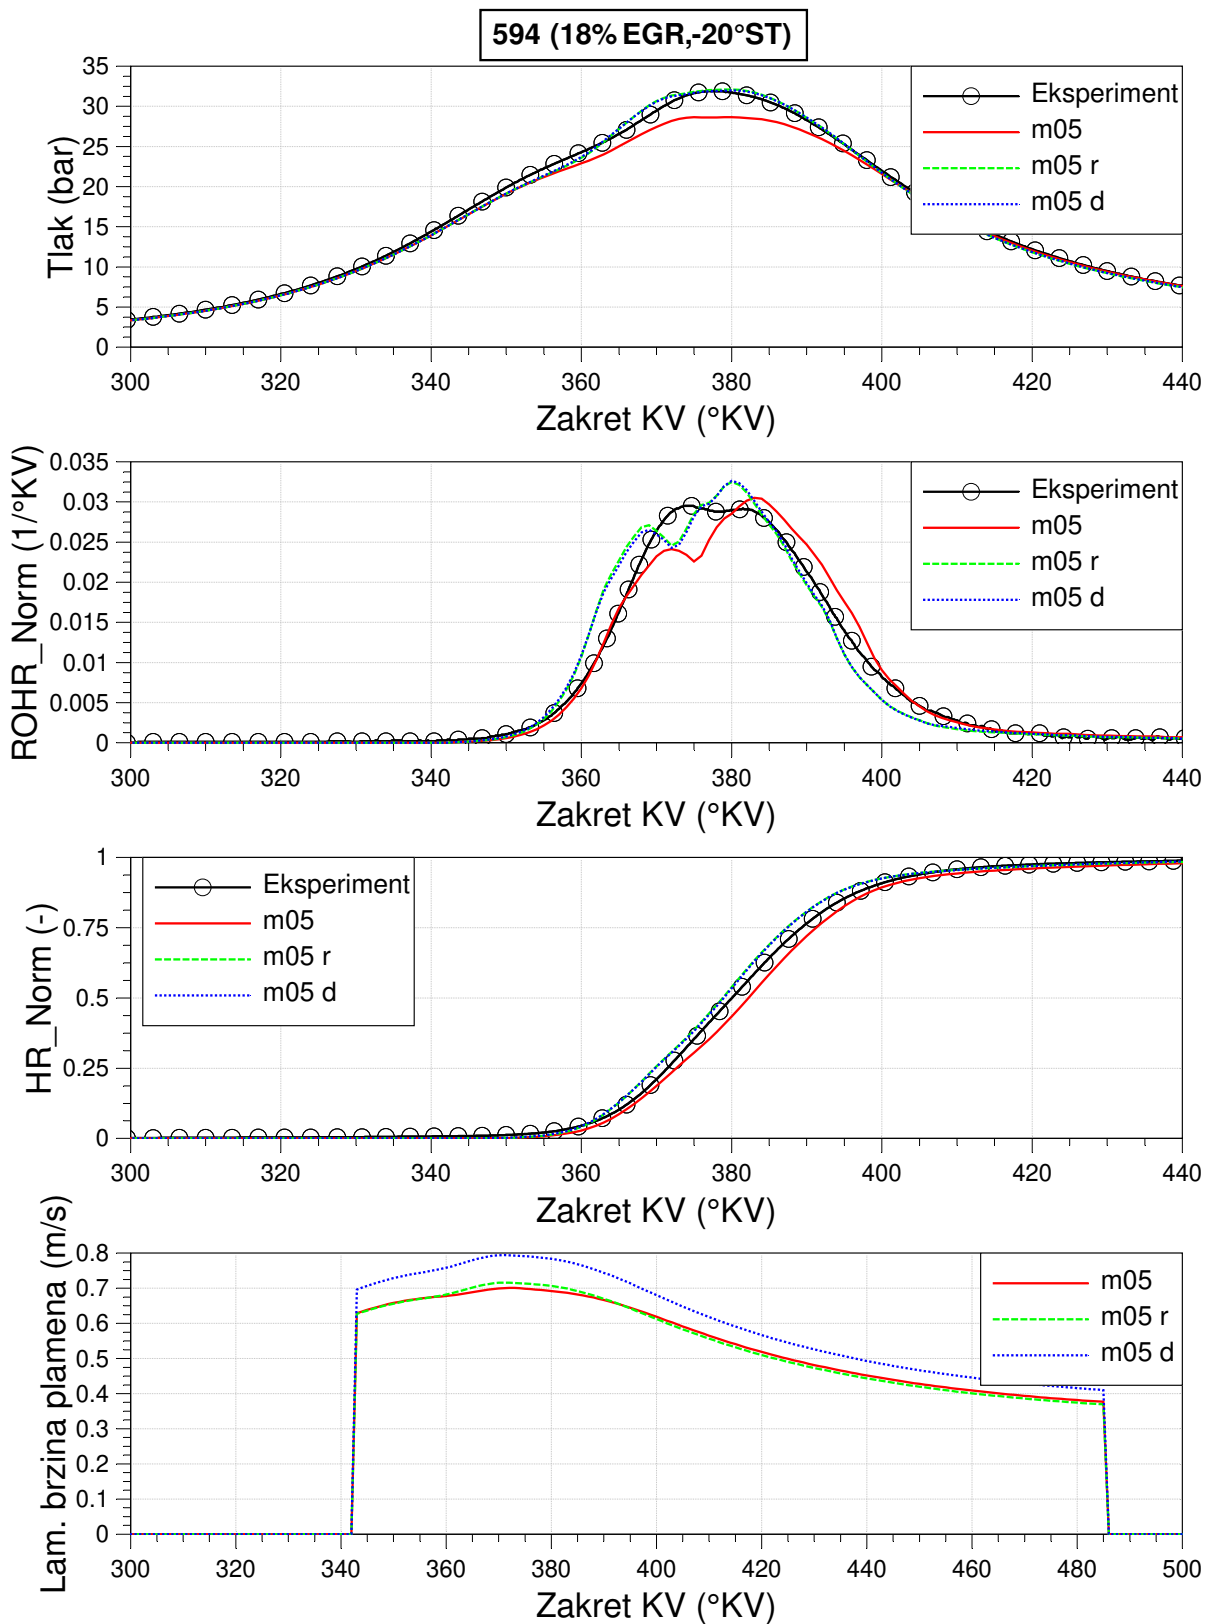 594 (18% EGR,-20°ST)
Tlak (bar)
35
30
25
20
15
10
5
0
300
320
340
360
380
400
420
440
Zakret KV (°KV)
Eksperiment
m05
m05 r
m05 d
ROHR_Norm (1/°KV)
0.035
0.03
0.025
0.02
0.015
0.01
0.005
0
300
320
340
360
380
400
420
440
Zakret KV (°KV)
Eksperiment
m05
m05 r
m05 d
HR_Norm (-)
1
0.75
0.5
0.25
0
300
320
340
360
380
400
420
440
Zakret KV (°KV)
Eksperiment
m05
m05 r
m05 d
Lam. brzina plamena (m/s)
0.8
0.7
0.6
0.5
0.4
0.3
0.2
0.1
0
300
320
340
360
380
400
420
440
460
480
500
Zakret KV (°KV)
m05
m05 r
m05 d